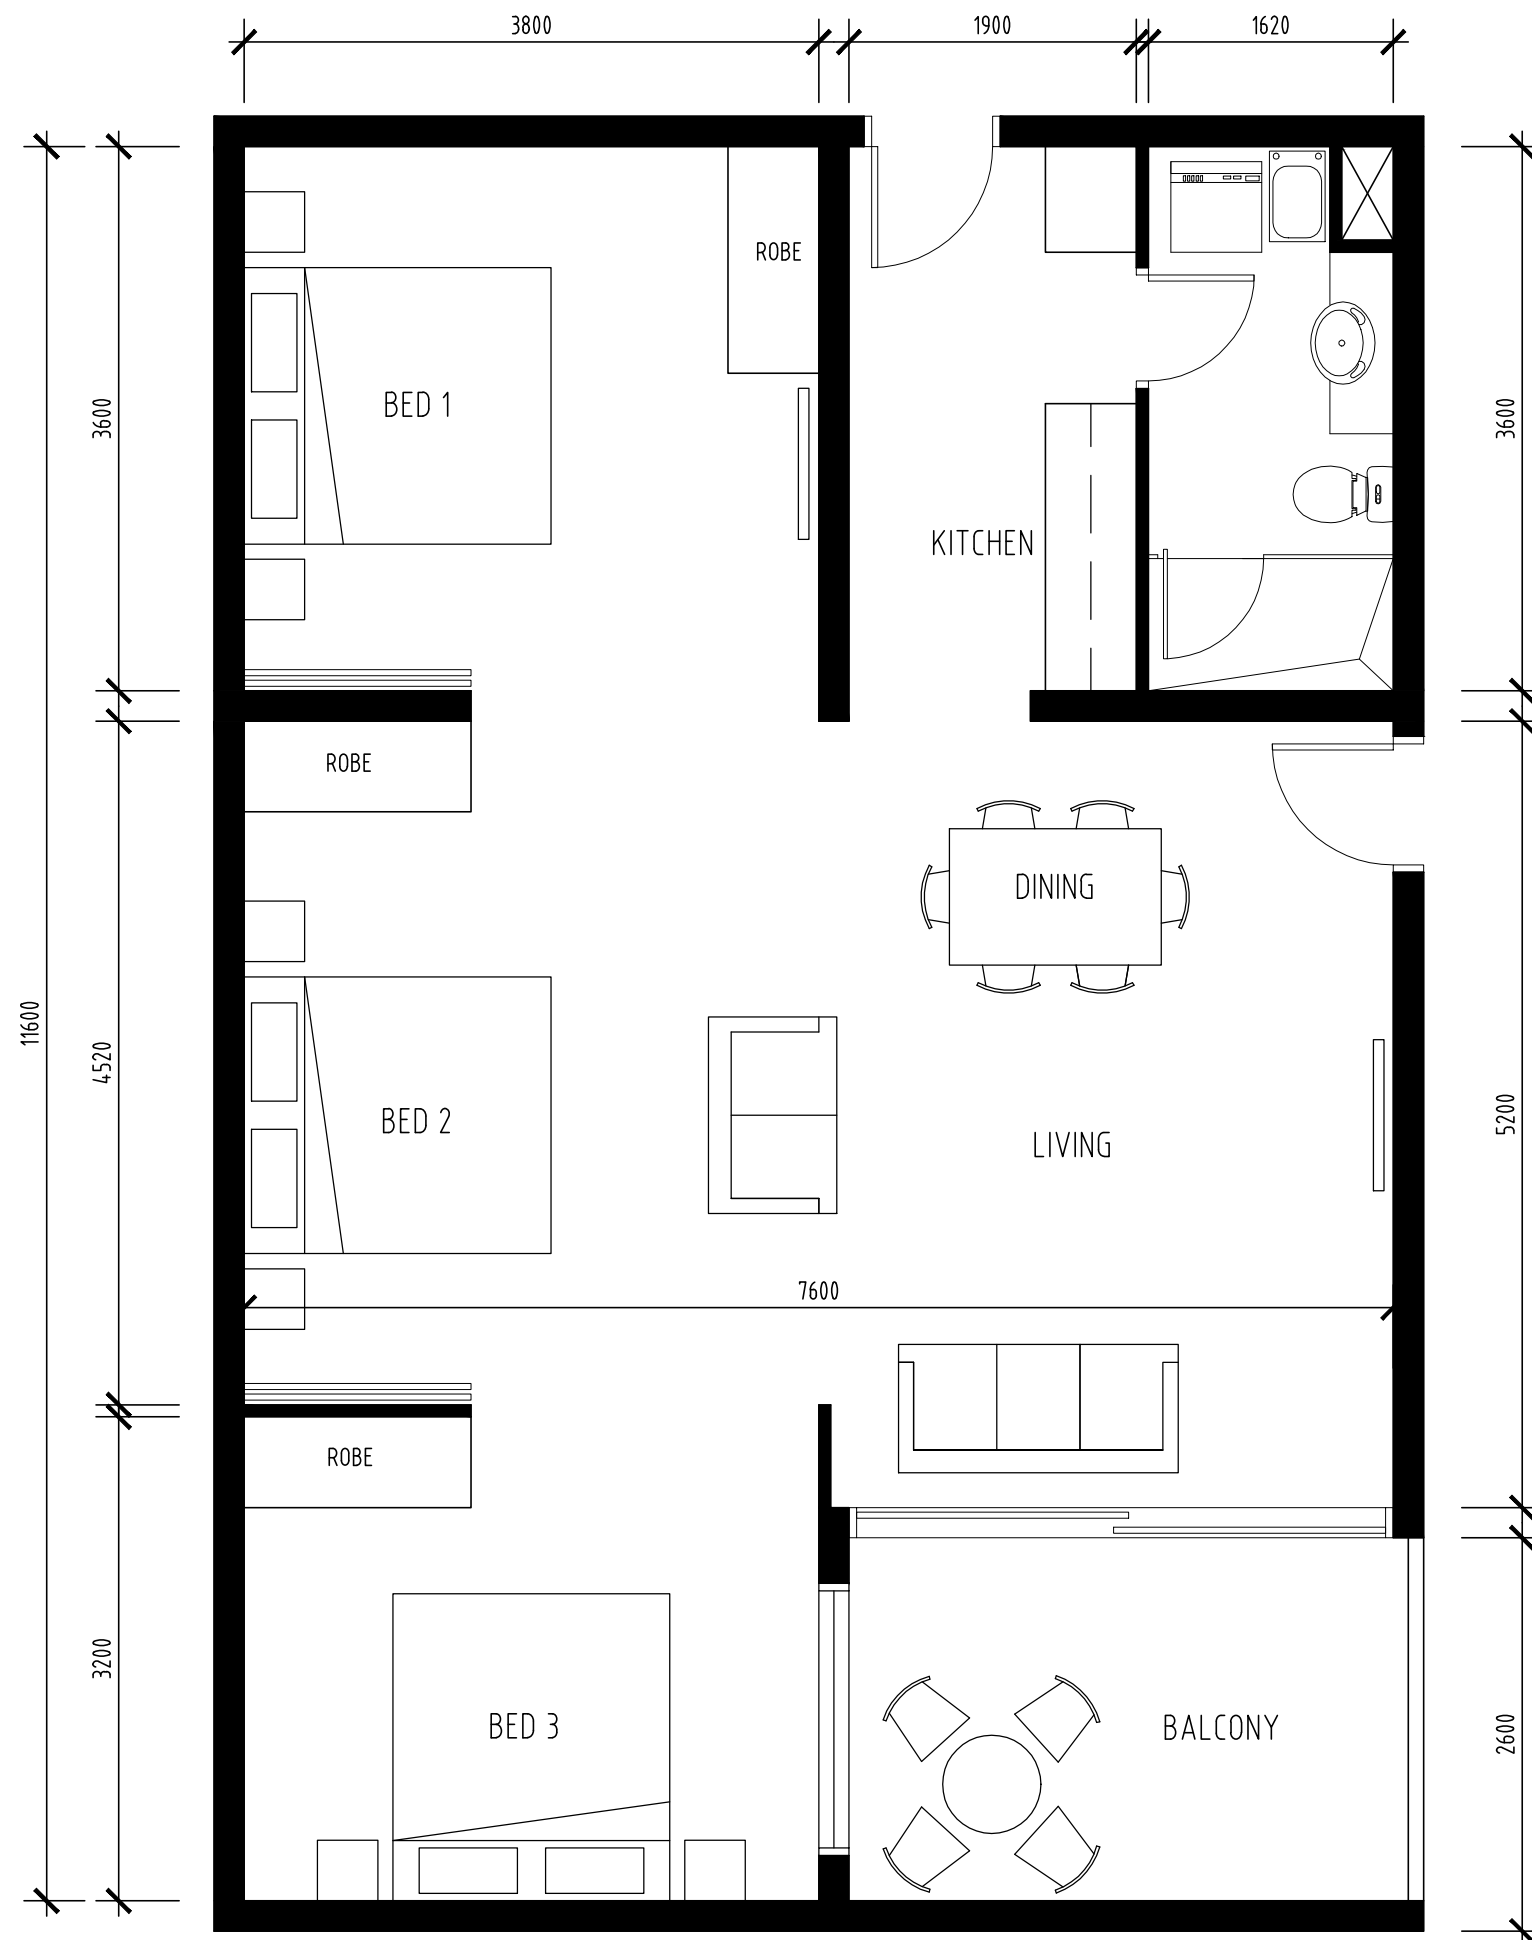 3800
1900
1620
ROBE
BED 1
3600
3600
KITCHEN
ROBE
DINING
11600
4520
BED 2
LIVING
5200
7600
ROBE
3200
BED 3
BALCONY
2600